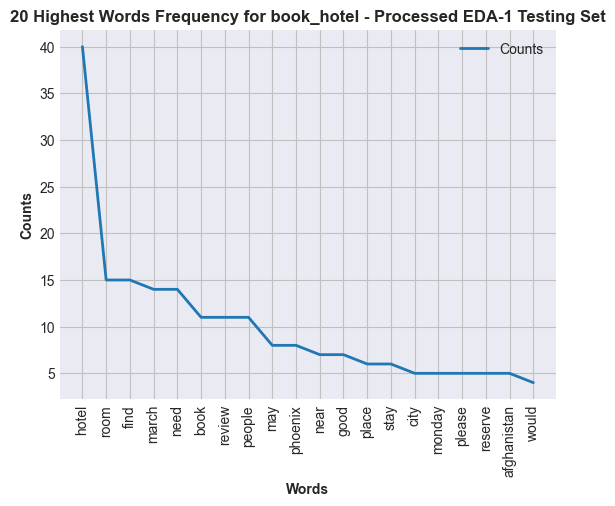 20 Highest Words Frequency for book_hotel - Processed EDA-1 Testing Set
Counts
40
35
30
25
20
15
10
5
Counts
hotel
room
find
march
need
book
review
people
may
phoenix
near
good
place
stay
city
monday
please
reserve
afghanistan
would
Words